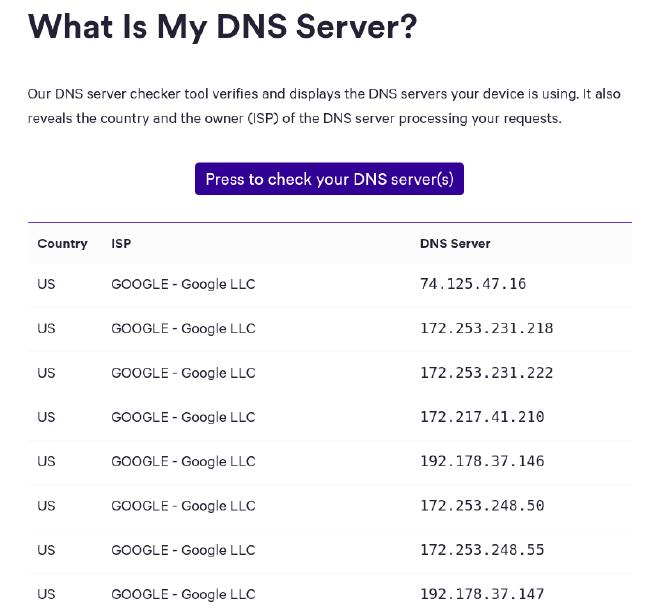 What Is My DNS Server?
Our DNS server checker tool verifies and displays the DNS servers your device is using. It also
reveals the country and the owner (ISP) of the DNS server processing your requests.
Press to check your DNS server(s)
Country ISP DNS Server
US GOOGLE - Google LLC 74.125.47.16
US GOOGLE - Google LLC 172.253.231.218
US GOOGLE - Google LLC 172.253.231.222
US GOOGLE - Google LLC 172.217.41.210
US GOOGLE - Google LLC 192.178.37.146
US GOOGLE - Google LLC 172.253.248.50
US GOOGLE - Google LLC 172.253.248.55
US GOOGLE - Google LLC 192.178.37.147